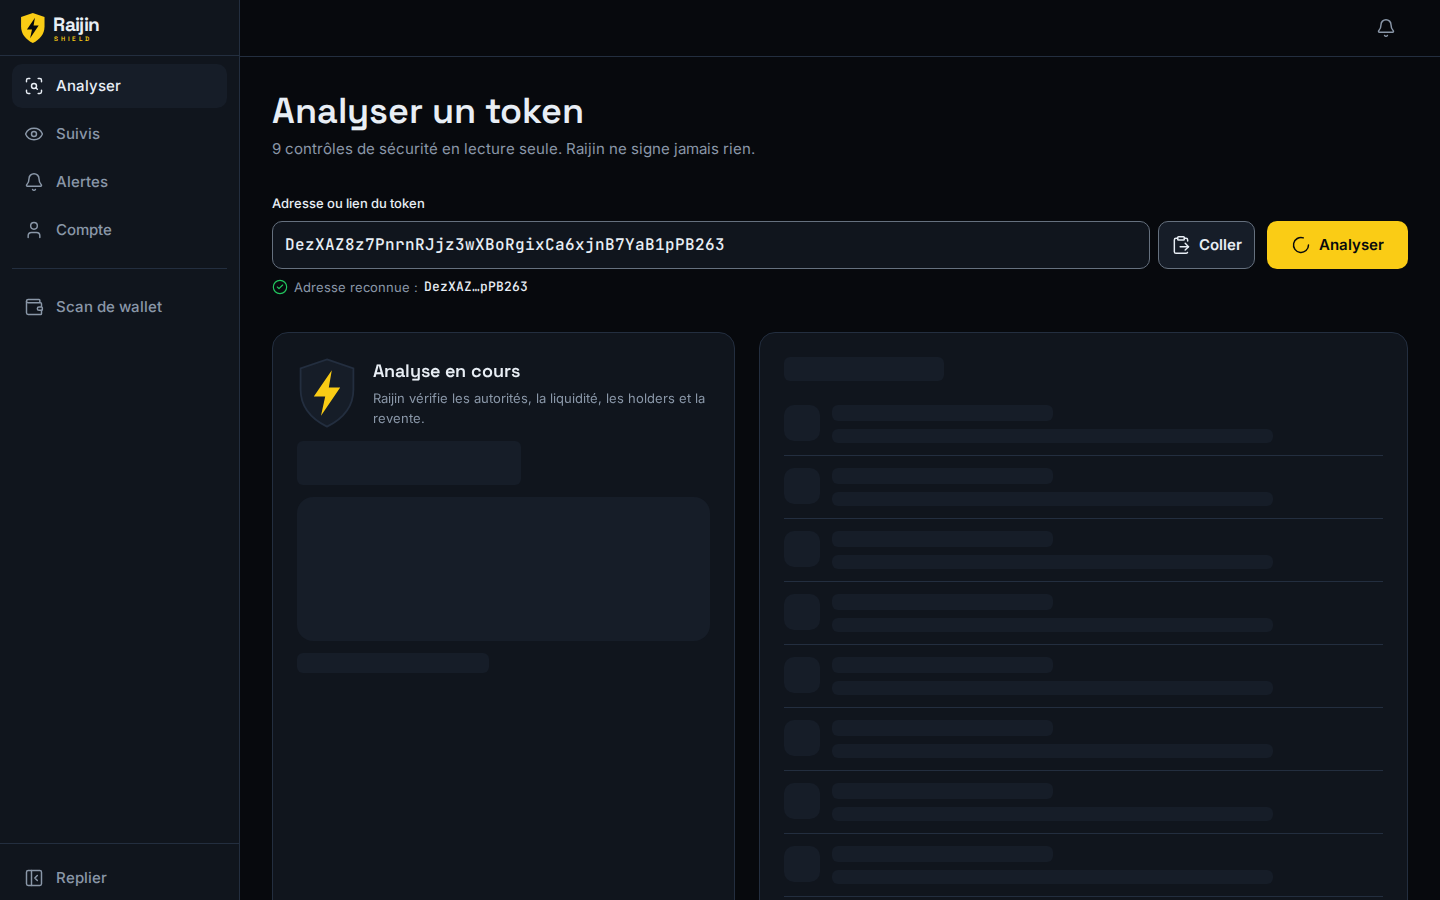 Raijin
SHIELD
Analyser
Suivis
Alertes
Compte
Scan de wallet
Replier
Analyser un token
9 contrôles de sécurité en lecture seule. Raijin ne signe jamais rien.
Adresse ou lien du token
DezXAZ8z7PnrnRJjz3wXBoRgixCa6xjnB7YaB1pPB263
Coller
Analyser
Adresse reconnue : DezXAZ…pPB263
Analyse en cours
Raijin vérifie les autorités, la liquidité, les holders et la
revente.